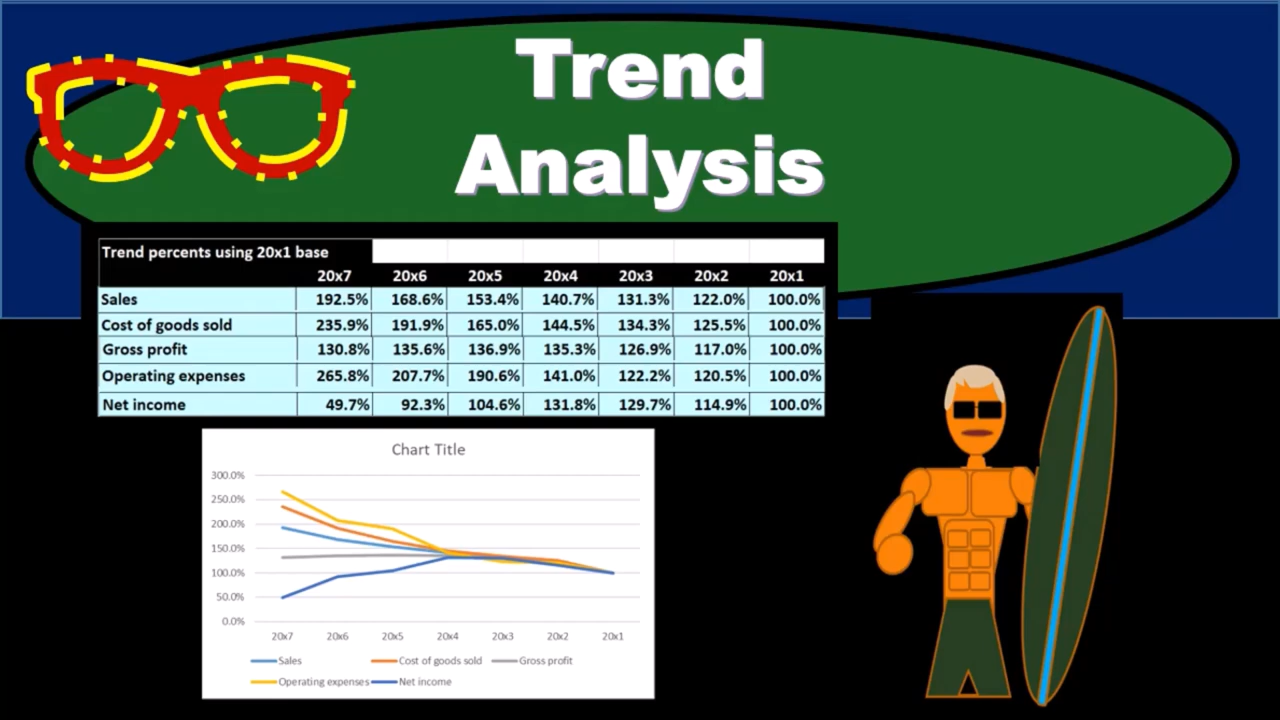 Trend
Analysis
Trend percents using 20x1 base
20x7 20x6 20x5 20x4 20x3 20x2 20x1
Sales 192.5% 168.6% 153.4% 140.7% 131.3% 122.0% 100.0%
Cost of goods sold 235.9% 191.9% 165.0% 144.5% 134.3% 125.5% 100.0%
Gross profit 130.8% 135.6% 136.9% 135.3% 126.9% 117.0% 100.0%
Operating expenses 265.8% 207.7% 190.6% 141.0% 122.2% 120.5% 100.0%
Net income 49.7% 92.3% 104.6% 131.8% 129.7% 114.9% 100.0%
Chart Title
300.0%
250.0%
200.0%
150.0%
100.0%
50.0%
0.0%
20x7 20x6 20x5 20x4 20x3 20x2 20x1
Sales Cost of goods sold Gross profit
Operating expenses Net income